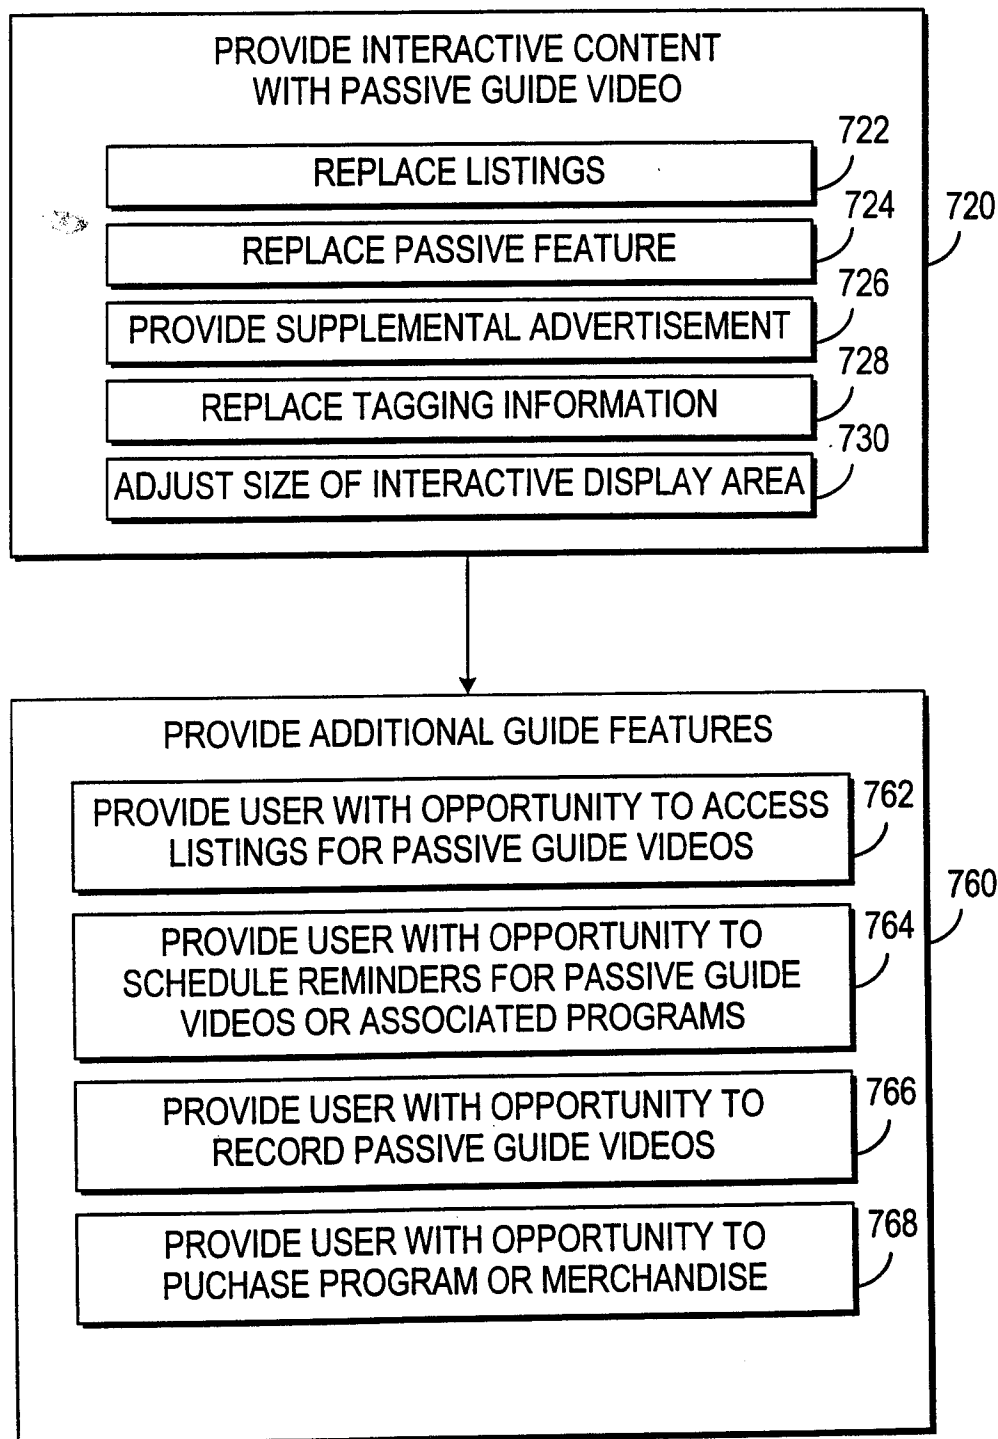 PROVIDE INTERACTIVE CONTENT
WITH PASSIVE GUIDE VIDEO
722
REPLACE LISTINGS
724
720
REPLACE PASSIVE FEATURE
726
PROVIDE SUPPLEMENTAL ADVERTISEMENT
728
REPLACE TAGGING INFORMATION
730
ADJUST SIZE OF INTERACTIVE DISPLAY AREA
PROVIDE ADDITIONAL GUIDE FEATURES
762
PROVIDE USER WITH OPPORTUNITY TO ACCESS
LISTINGS FOR PASSIVE GUIDE VIDEOS
760
764
PROVIDE USER WITH OPPORTUNITY TO
SCHEDULE REMINDERS FOR PASSIVE GUIDE
VIDEOS OR ASSOCIATED PROGRAMS
766
PROVIDE USER WITH OPPORTUNITY TO
RECORD PASSIVE GUIDE VIDEOS
768
PROVIDE USER WITH OPPORTUNITY TO
PUCHASE PROGRAM OR MERCHANDISE